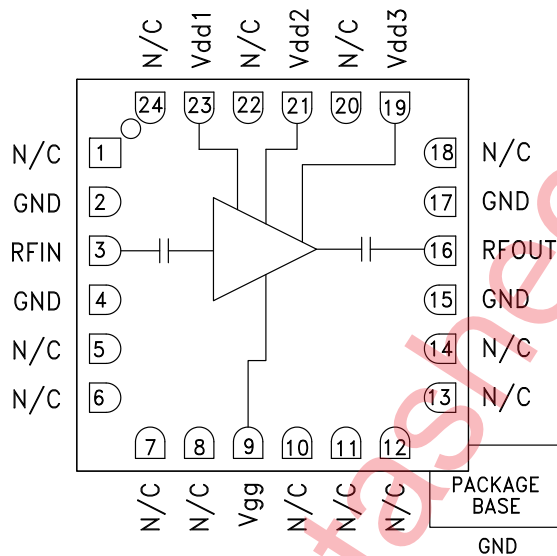 N/C Vdd1 N/C Vdd2 N/C Vdd3
24 23 22 21 20 19
N/C 1 18 N/C
GND 2 17 GND
RFIN 3 16 RFOUT
GND 4 15 GND
N/C 5 14 N/C
N/C 6 13 N/C
7 8 9 10 11 12
N/C N/C Vgg N/C N/C N/C
PACKAGE
BASE
GND
tashee